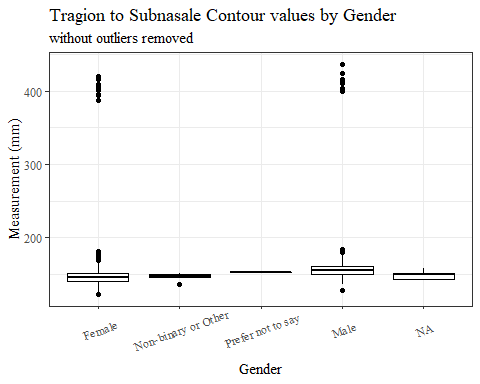 Tragion to Subnasale Contour values by Gender
without outliers removed
Measurement (mm)
400
300
200
Female
Non-binary or Other
Prefer not to say
Male
NA
Gender